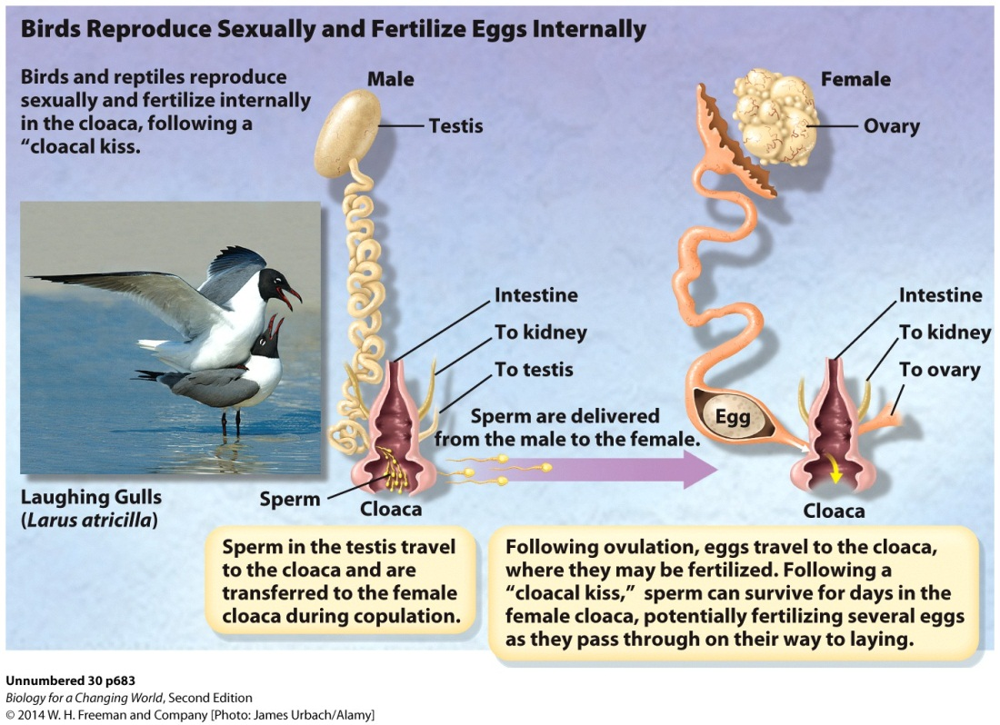 Birds Reproduce Sexually and Fertilize Eggs Internally
Birds and reptiles reproduce
sexually and fertilize internally
in the cloaca, following a
“cloacal kiss.
Male
Testis
Female
Ovary
Intestine
To kidney
To testis
Sperm are delivered
from the male to the female.
Intestine
To kidney
To ovary
Egg
Sperm
Cloaca
Cloaca
Laughing Gulls
(Larus atricilla)
Sperm in the testis travel
to the cloaca and are
transferred to the female
cloaca during copulation.
Following ovulation, eggs travel to the cloaca,
where they may be fertilized. Following a
“cloacal kiss,” sperm can survive for days in the
female cloaca, potentially fertilizing several eggs
as they pass through on their way to laying.
Unnumbered 30 p683
Biology for a Changing World, Second Edition
© 2014 W. H. Freeman and Company [Photo: James Urbach/Alamy]